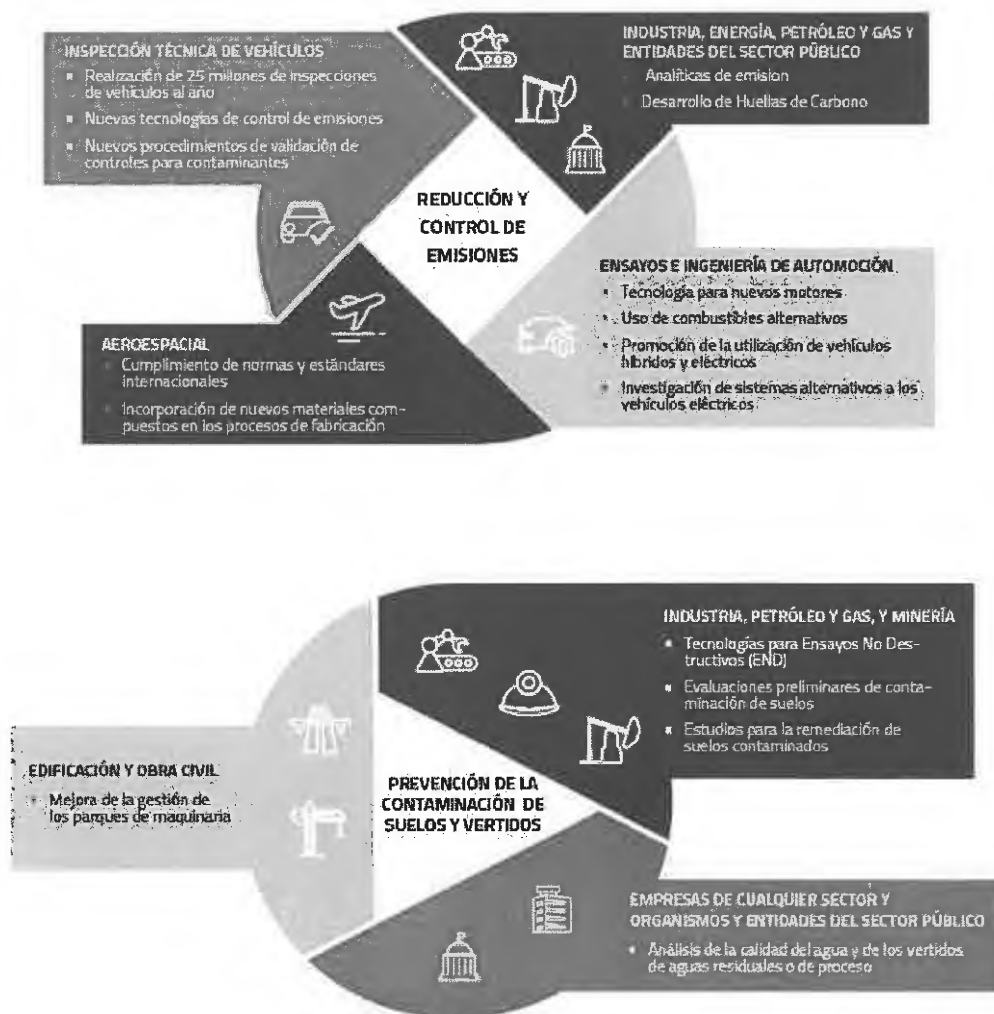 INSPECCIÓN TÉCNICA DE VEHÍCULOS
▪ Realización de 25 millones de inspecciones
de vehículos al año
▪ Nuevas tecnologías de control de emisiones
▪ Nuevos procedimientos de validación de
controles para contaminantes
INDUSTRIA, ENERGÍA, PETRÓLEO Y GAS Y
ENTIDADES DEL SECTOR PÚBLICO
Analíticas de emision
Desarrollo de Huellas de Carbono
REDUCCIÓN Y
CONTROL DE
EMISIONES
AEROESPACIAL
Cumplimiento de normas y estándares
internacionales
Incorporación de nuevos materiales com-
puestos en los procesos de fabricación
ENSAYOS E INGENIERÍA DE AUTOMOCIÓN
▪ Tecnología para nuevos motores
▪ Uso de combustibles alternativos
▪ Promoción de la utilización de vehículos
híbridos y eléctricos
▪ Investigación de sistemas alternativos a los
vehículos eléctricos
INDUSTRIA, PETRÓLEO Y GAS, Y MINERÍA
▪ Tecnologías para Ensayos No Des-
tructivos (END)
▪ Evaluaciones preliminares de conta-
minación de suelos
▪ Estudios para la remediación de
suelos contaminados
EDIFICACIÓN Y OBRA CIVIL
▪ Mejora de la gestión de
los parques de maquinaria
PREVENCIÓN DE LA
CONTAMINACIÓN DE
SUELOS Y VERTIDOS
EMPRESAS DE CUALQUIER SECTOR Y
ORGANISMOS Y ENTIDADES DEL SECTOR PÚBLICO
▪ Análisis de la calidad del agua y de los vertidos
de aguas residuales o de proceso